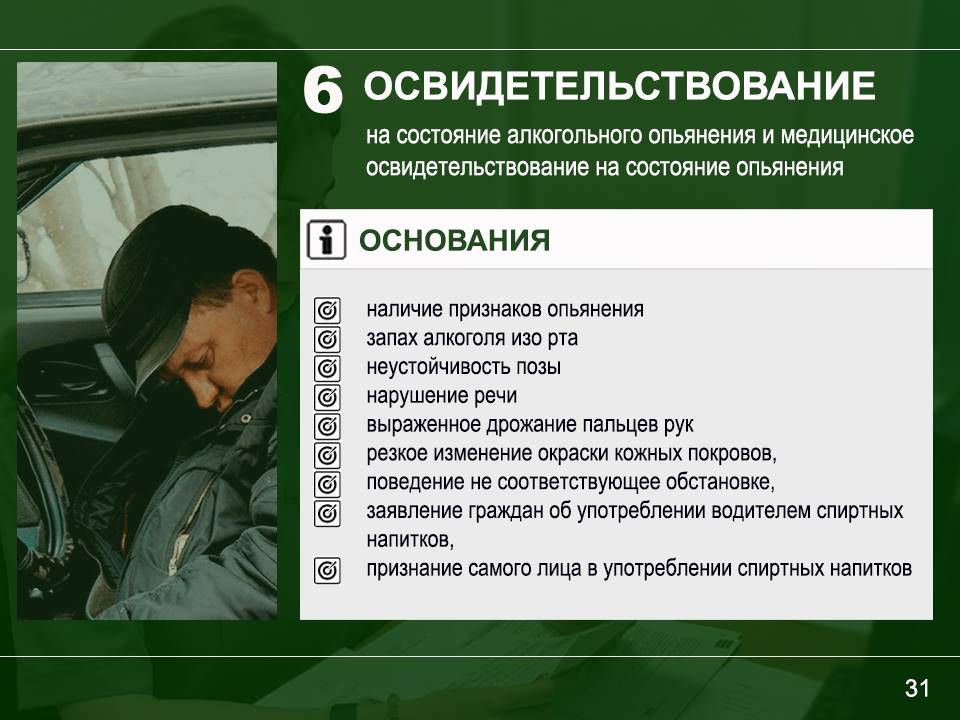 6 ОСВИДЕТЕЛЬСТВОВАНИЕ
на состояние алкогольного опьянения и медицинское
освидетельствование на состояние опьянения
i ОСНОВАНИЯ
наличие признаков опьянения
запах алкоголя изо рта
неустойчивость позы
нарушение речи
выраженное дрожание пальцев рук
резкое изменение окраски кожных покровов,
поведение не соответствующее обстановке,
заявление граждан об употреблении водителем спиртных
напитков,
признание самого лица в употреблении спиртных напитков
31